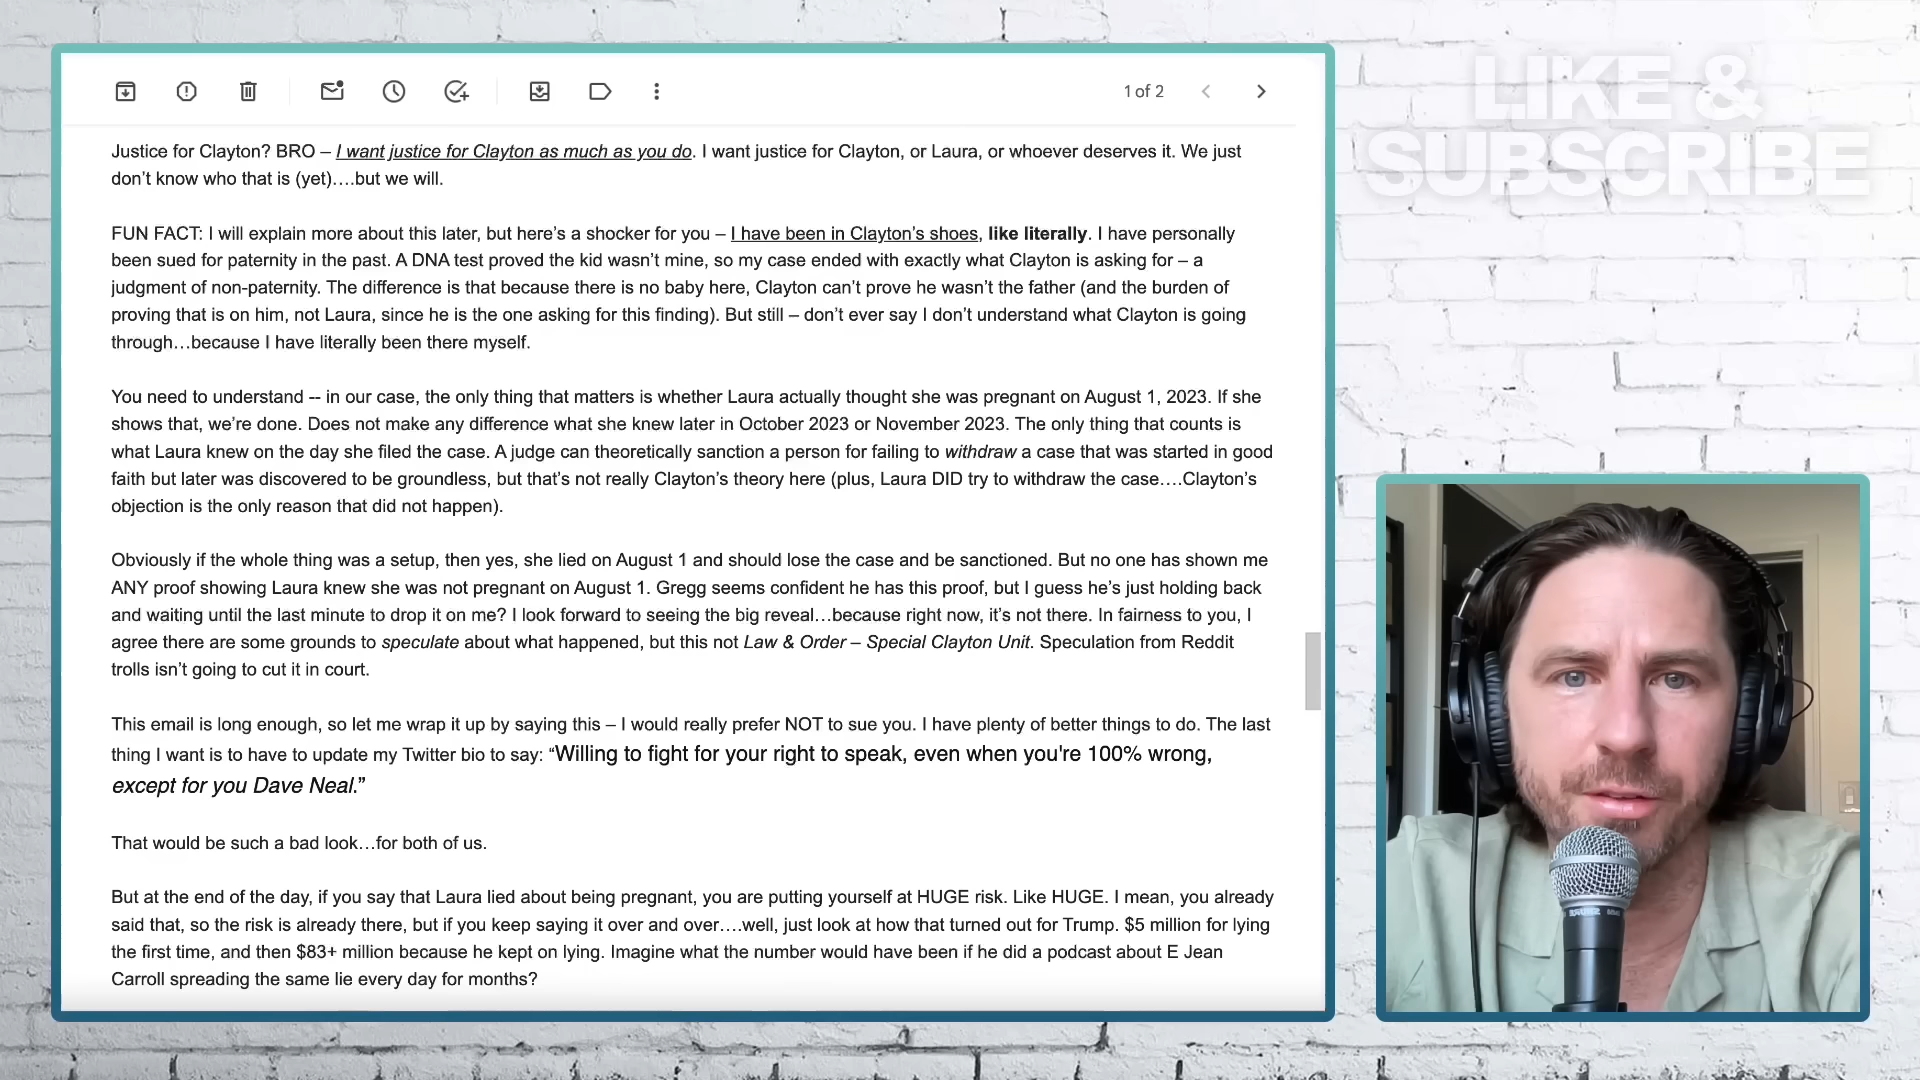 1 of 2
LIKE &
SUBSCRIBE
Justice for Clayton? BRO – I want justice for Clayton as much as you do. I want justice for Clayton, or Laura, or whoever deserves it. We just
don’t know who that is (yet)….but we will.
FUN FACT: I will explain more about this later, but here’s a shocker for you – I have been in Clayton’s shoes, like literally. I have personally
been sued for paternity in the past. A DNA test proved the kid wasn’t mine, so my case ended with exactly what Clayton is asking for – a
judgment of non-paternity. The difference is that because there is no baby here, Clayton can’t prove he wasn’t the father (and the burden of
proving that is on him, not Laura, since he is the one asking for this finding). But still – don’t ever say I don’t understand what Clayton is going
through…because I have literally been there myself.
You need to understand -- in our case, the only thing that matters is whether Laura actually thought she was pregnant on August 1, 2023. If she
shows that, we’re done. Does not make any difference what she knew later in October 2023 or November 2023. The only thing that counts is
what Laura knew on the day she filed the case. A judge can theoretically sanction a person for failing to withdraw a case that was started in good
faith but later was discovered to be groundless, but that’s not really Clayton’s theory here (plus, Laura DID try to withdraw the case….Clayton’s
objection is the only reason that did not happen).
Obviously if the whole thing was a setup, then yes, she lied on August 1 and should lose the case and be sanctioned. But no one has shown me
ANY proof showing Laura knew she was not pregnant on August 1. Gregg seems confident he has this proof, but I guess he’s just holding back
and waiting until the last minute to drop it on me? I look forward to seeing the big reveal…because right now, it’s not there. In fairness to you, I
agree there are some grounds to speculate about what happened, but this not Law & Order – Special Clayton Unit. Speculation from Reddit
trolls isn’t going to cut it in court.
This email is long enough, so let me wrap it up by saying this – I would really prefer NOT to sue you. I have plenty of better things to do. The last
thing I want is to have to update my Twitter bio to say: “Willing to fight for your right to speak, even when you're 100% wrong,
except for you Dave Neal.”
That would be such a bad look…for both of us.
But at the end of the day, if you say that Laura lied about being pregnant, you are putting yourself at HUGE risk. Like HUGE. I mean, you already
said that, so the risk is already there, but if you keep saying it over and over….well, just look at how that turned out for Trump. $5 million for lying
the first time, and then $83+ million because he kept on lying. Imagine what the number would have been if he did a podcast about E Jean
Carroll spreading the same lie every day for months?